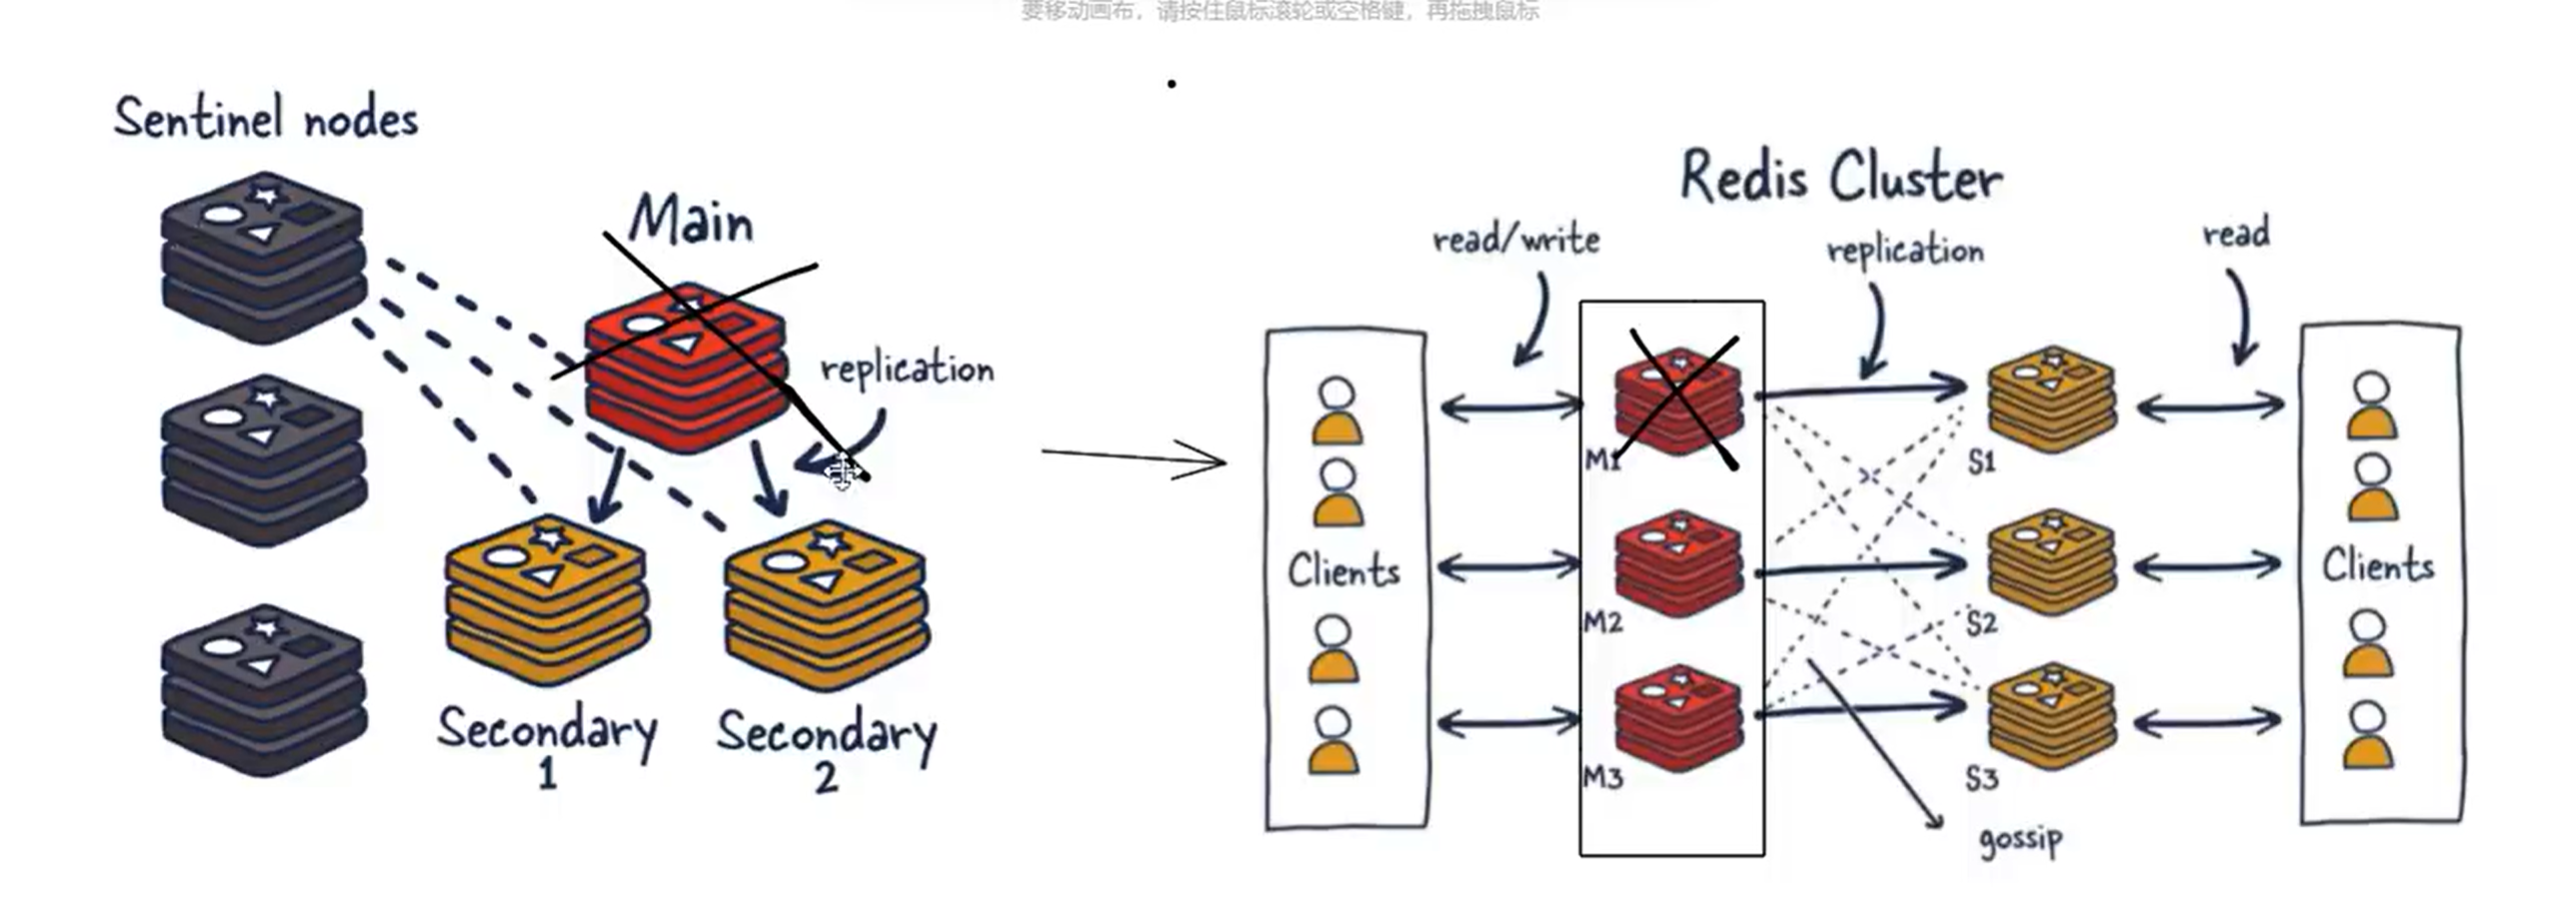 要移动画布，请按住鼠标滚轮或空格键，再拖拽鼠标
Sentinel nodes
Main
replication
Secondary
1
Secondary
2
Redis Cluster
read/write
replication
read
Clients
M1
M2
M3
S1
S2
S3
Clients
gossip